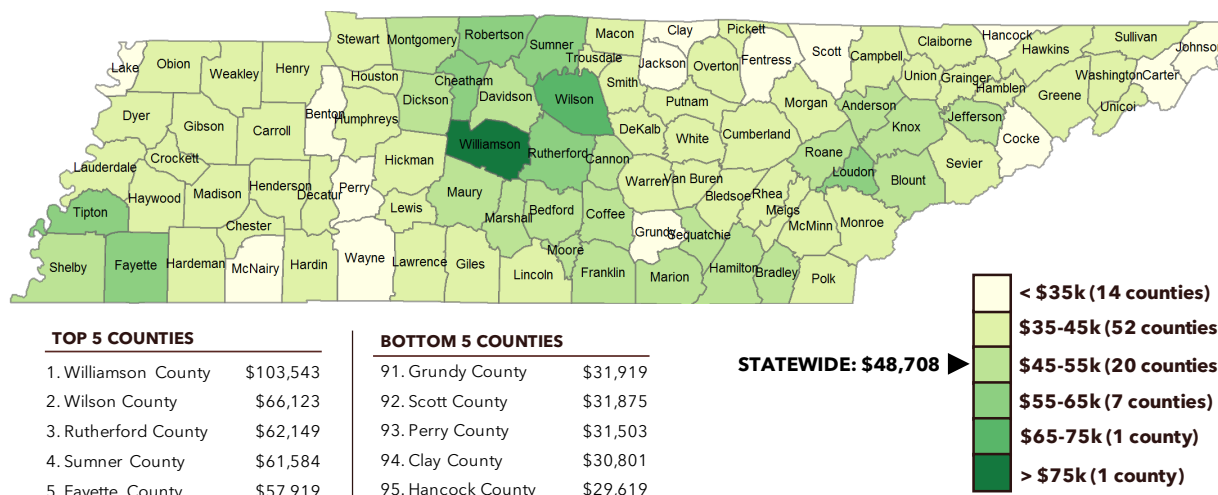 Stewart Montgomery Robertson Sumner Macon Clay Pickett Hancock Sullivan
Johnso
Lake Obion Weakley Henry Houston Cheatham Trousdale Jackson Overton Fentress Scott Campbell Claiborne Hawkins
Union Grainger Hamblen Greene Washington Carter Unicoi
Dyer Gibson Carroll Benton Humphreys Dickson Davidson Wilson Smith Putnam Morgan Anderson Knox Jefferson Cocke
Lauderdale Crockett Hickman Williamson Rutherford Cannon DeKalb White Cumberland Roane Loudon Blount Sevier
Tipton Haywood Madison Henderson Decatur Perry Lewis Maury Marshall Bedford Coffee Warren Van Buren Bledsoe Rhea Meigs McMinn Monroe
Chester Moore Grundy Sequatchie
Shelby Fayette Hardeman McNairy Hardin Wayne Lawrence Giles Lincoln Franklin Marion Hamilton Bradley Polk
TOP 5 COUNTIES
1. Williamson County $103,543
2. Wilson County $66,123
3. Rutherford County $62,149
4. Sumner County $61,584
5. Fayette County $57,919
BOTTOM 5 COUNTIES
91. Grundy County $31,919
92. Scott County $31,875
93. Perry County $31,503
94. Clay County $30,801
95. Hancock County $29,619
STATEWIDE: $48,708
< $35k (14 counties)
$35-45k (52 counties
$45-55k (20 counties
$55-65k (7 counties)
$65-75k (1 county)
> $75k (1 county)